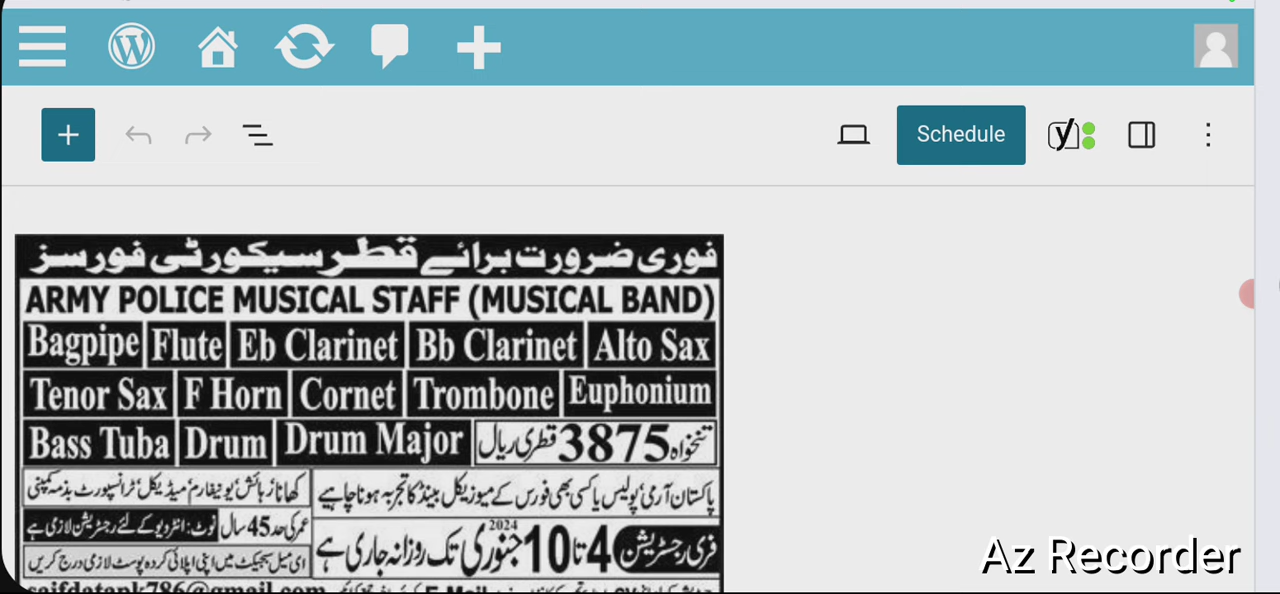 Schedule
فوری ضرورت برائے قطر سیکورٹی فورسز
ARMY POLICE MUSICAL STAFF (MUSICAL BAND)
Bagpipe Flute Eb Clarinet Bb Clarinet Alto Sax
Tenor Sax F Horn Cornet Trombone Euphonium
Bass Tuba Drum Drum Major تنخواہ 3875 قطری ریال
پاکستان آرمی، پولیس یا کسی بھی فورس کے میوزیکل بینڈ کا تجربہ ہونا چاہیے
کھانا، رہائش، یونیفارم، میڈیکل، ٹرانسپورٹ بذمہ کمپنی
فری رجسٹریشن 4 تا 10 جنوری 2024 تک روزانہ جاری ہے
عمر کی حد 45 سال نوٹ: انٹرویو کے لئے رجسٹریشن لازمی ہے
ای میل سبجیکٹ میں اپنی اپلائی کردہ پوسٹ لازمی درج کریں
saifdatapk786@gmail.com E-Mail
Az Recorder